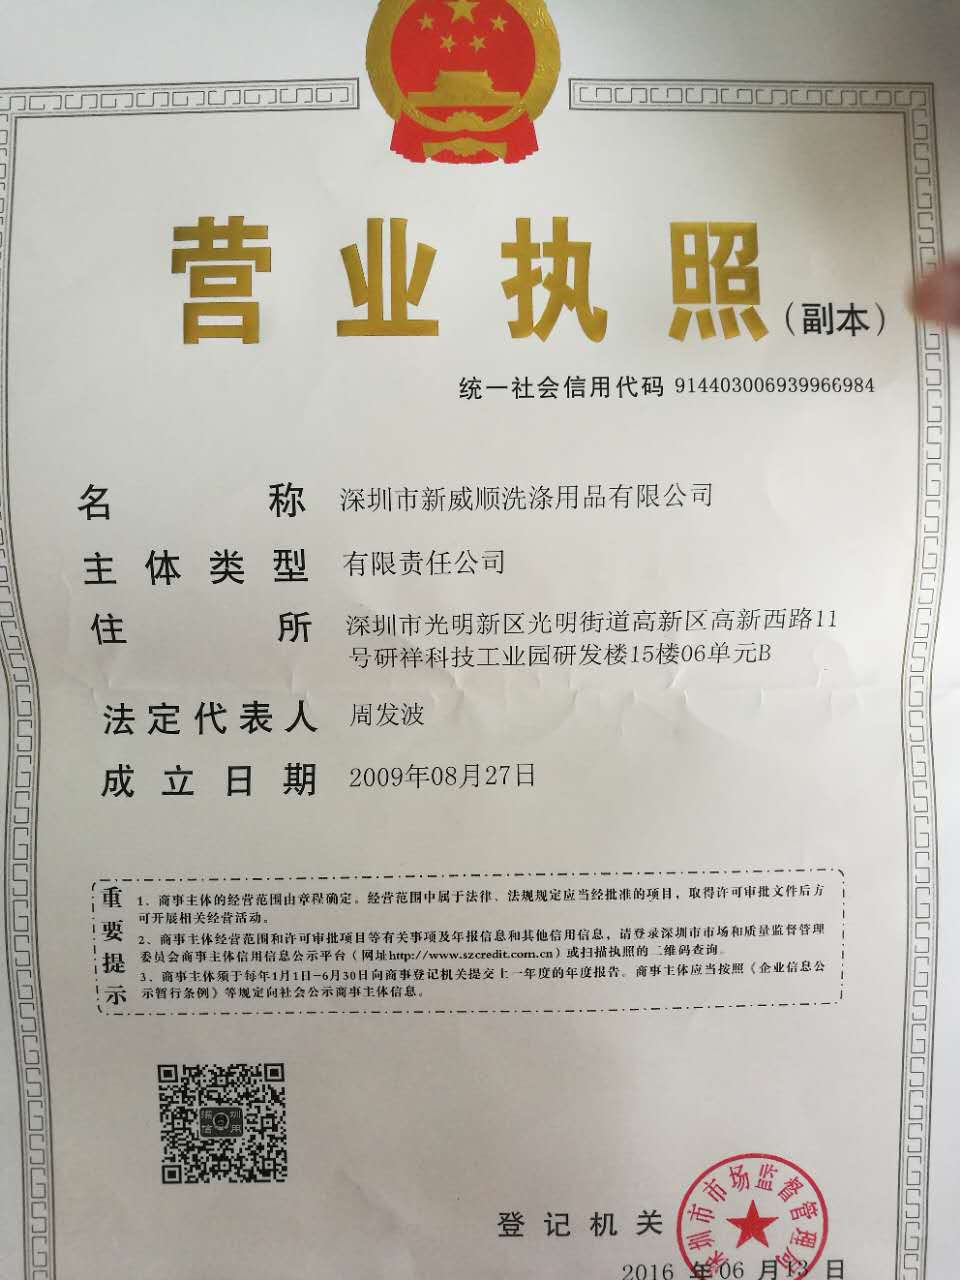 营业执照（副本）
统一社会信用代码 914403006939966984
名称 深圳市新威顺洗涤用品有限公司
主体类型 有限责任公司
住所 深圳市光明新区光明街道高新区高新西路11
号研祥科技工业园研发楼15楼06单元B
法定代表人 周发波
成立日期 2009年08月27日
重要提示
1、商事主体的经营范围由章程确定。经营范围中属于法律、法规规定应当经批准的项目，取得许可审批文件后方
可开展相关经营活动。
2、商事主体经营范围和许可审批项目等有关事项及年报信息和其他信用信息，请登录深圳市市场和质量监督管理
委员会商事主体信用信息公示平台（网址http://www.szcredit.com.cn）或扫描执照的二维码查询。
3、商事主体须于每年1月1日-6月30日向商事登记机关提交上一年度的年度报告。商事主体应当按照《企业信息公
示暂行条例》等规定向社会公示商事主体信息。
深圳信用
登记机关
深圳市市场监督管理局
2016年06月13日